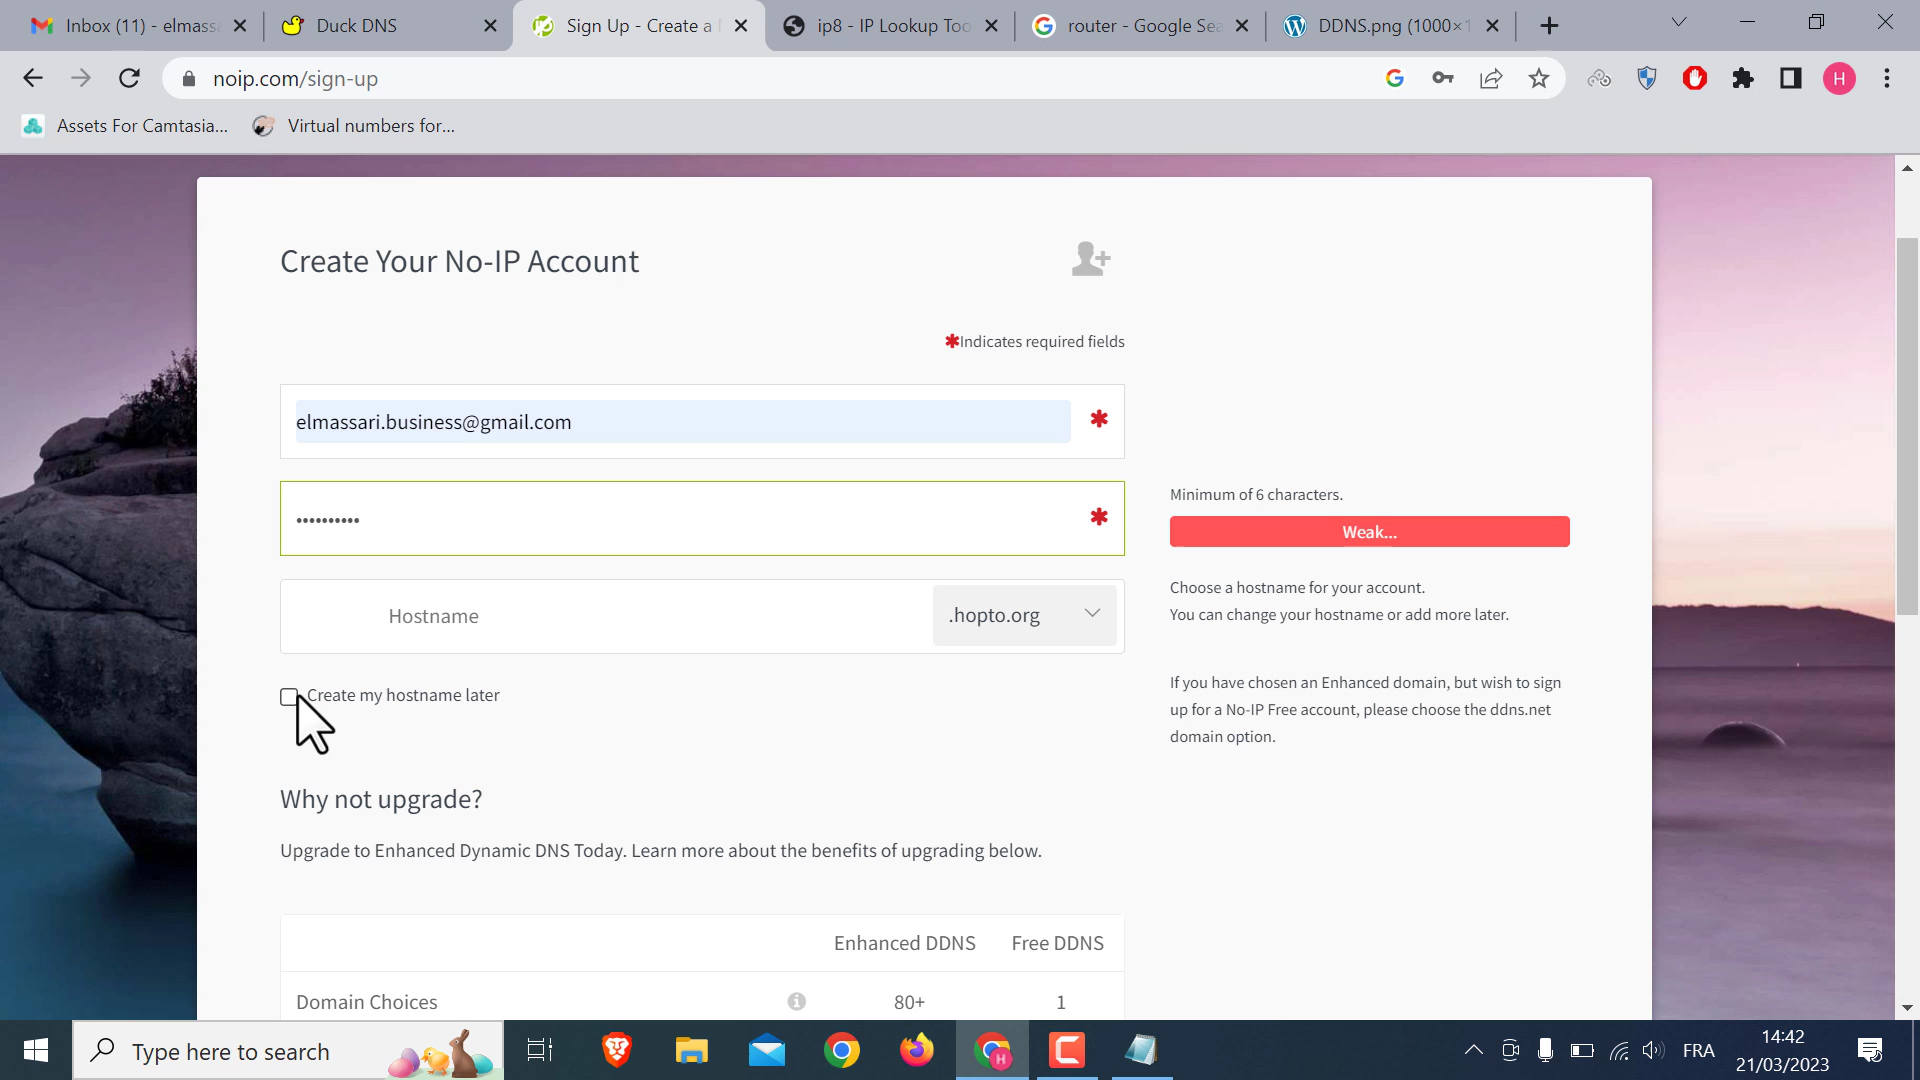 Inbox (11) - elmass
Duck DNS
Sign Up - Create a
ip8 - IP Lookup Too
router - Google Sea
DDNS.png (1000×1
noip.com/sign-up
H
Assets For Camtasia...
Virtual numbers for...
Create Your No-IP Account
✱Indicates required fields
elmassari.business@gmail.com
✱
••••••••••
✱
Minimum of 6 characters.
Weak...
Hostname
.hopto.org
Choose a hostname for your account.
You can change your hostname or add more later.
Create my hostname later
If you have chosen an Enhanced domain, but wish to sign
up for a No-IP Free account, please choose the ddns.net
domain option.
Why not upgrade?
Upgrade to Enhanced Dynamic DNS Today. Learn more about the benefits of upgrading below.
Enhanced DDNS
Free DDNS
Domain Choices
80+
1
Type here to search
FRA
14:42
21/03/2023